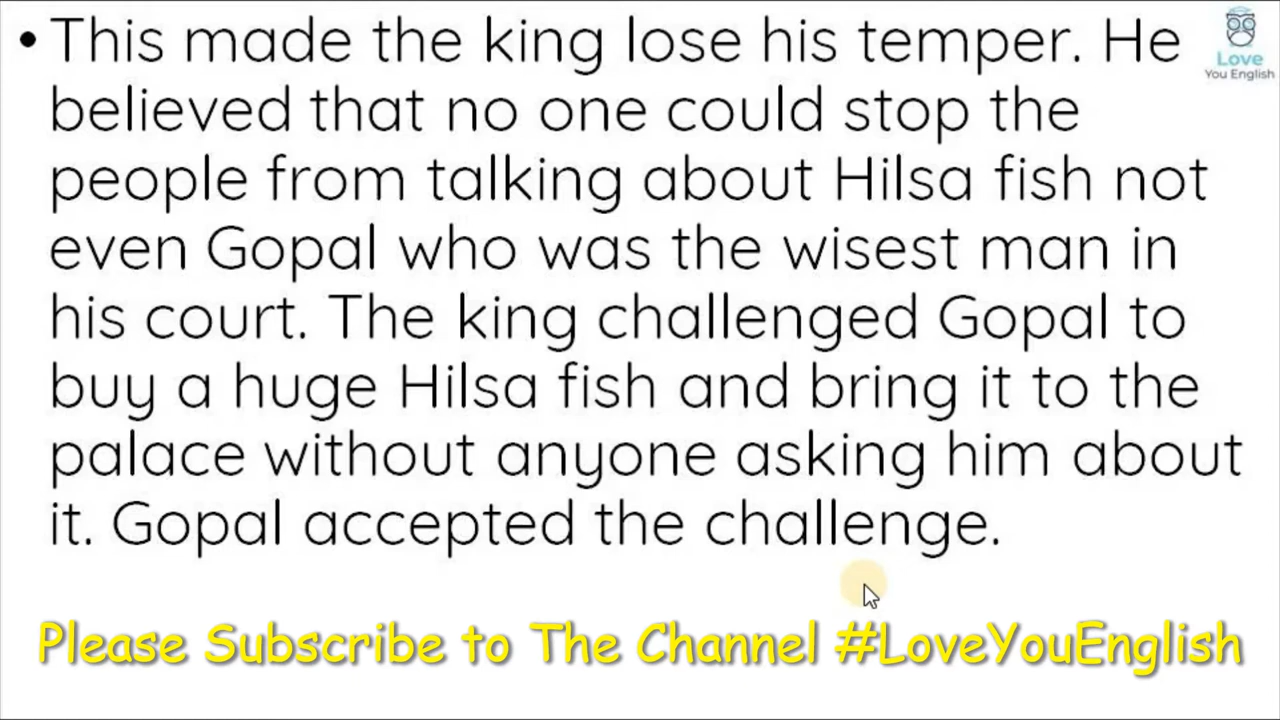 • This made the king lose his temper. He
believed that no one could stop the
people from talking about Hilsa fish not
even Gopal who was the wisest man in
his court. The king challenged Gopal to
buy a huge Hilsa fish and bring it to the
palace without anyone asking him about
it. Gopal accepted the challenge.
Love
You English
Please Subscribe to The Channel #LoveYouEnglish